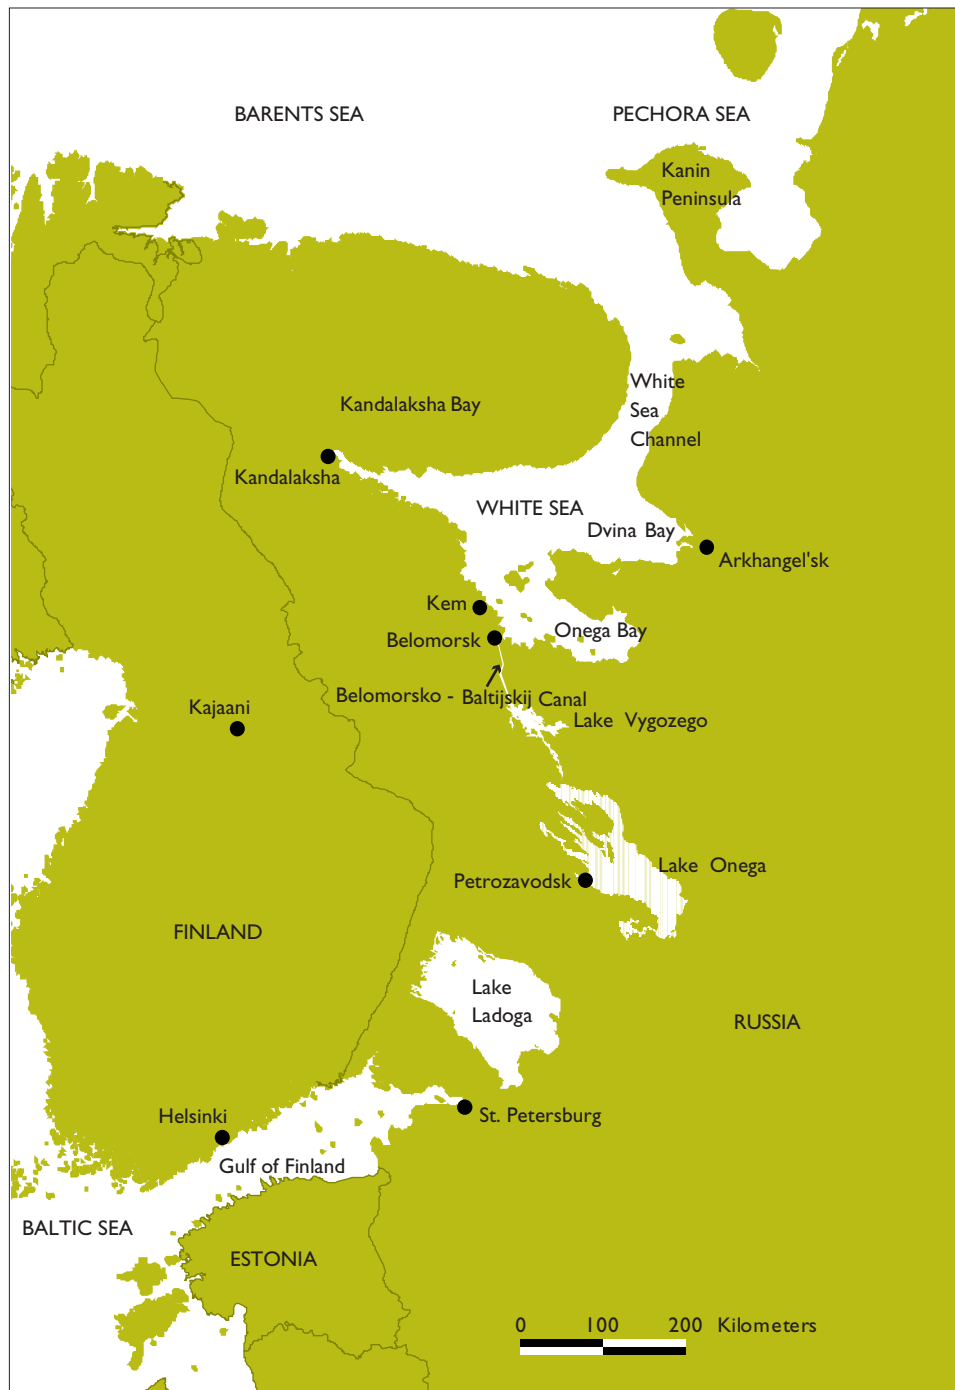 BARENTS SEA
PECHORA SEA
Kanin
Peninsula
White
Sea
Channel
Kandalaksha Bay
Kandalaksha
WHITE SEA
Dvina Bay
Arkhangel'sk
Kem
Onega Bay
Belomorsk
Belomorsko - Baltijskij Canal
Kajaani
Lake Vygozego
Lake Onega
Petrozavodsk
FINLAND
Lake
Ladoga
RUSSIA
Helsinki
St. Petersburg
Gulf of Finland
BALTIC SEA
ESTONIA
0 100 200 Kilometers